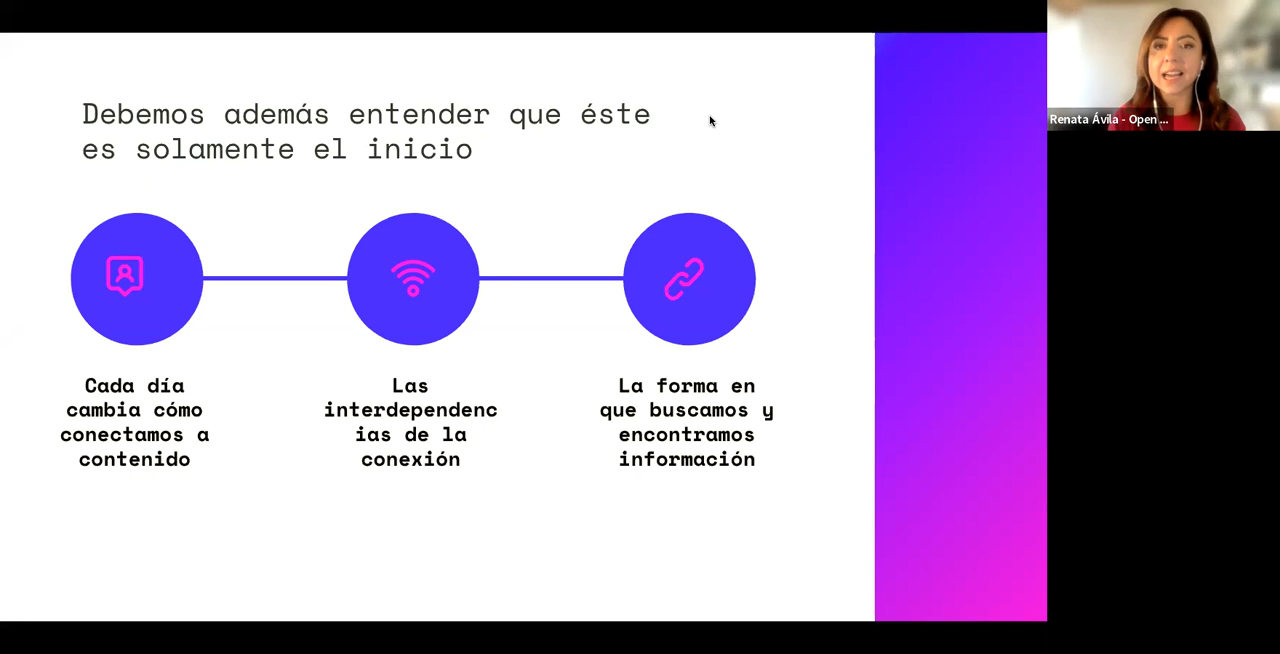 Debemos además entender que éste
es solamente el inicio
Cada día
cambia cómo
conectamos a
contenido
Las
interdependenc
ias de la
conexión
La forma en
que buscamos y
encontramos
información
Renata Ávila - Open ...